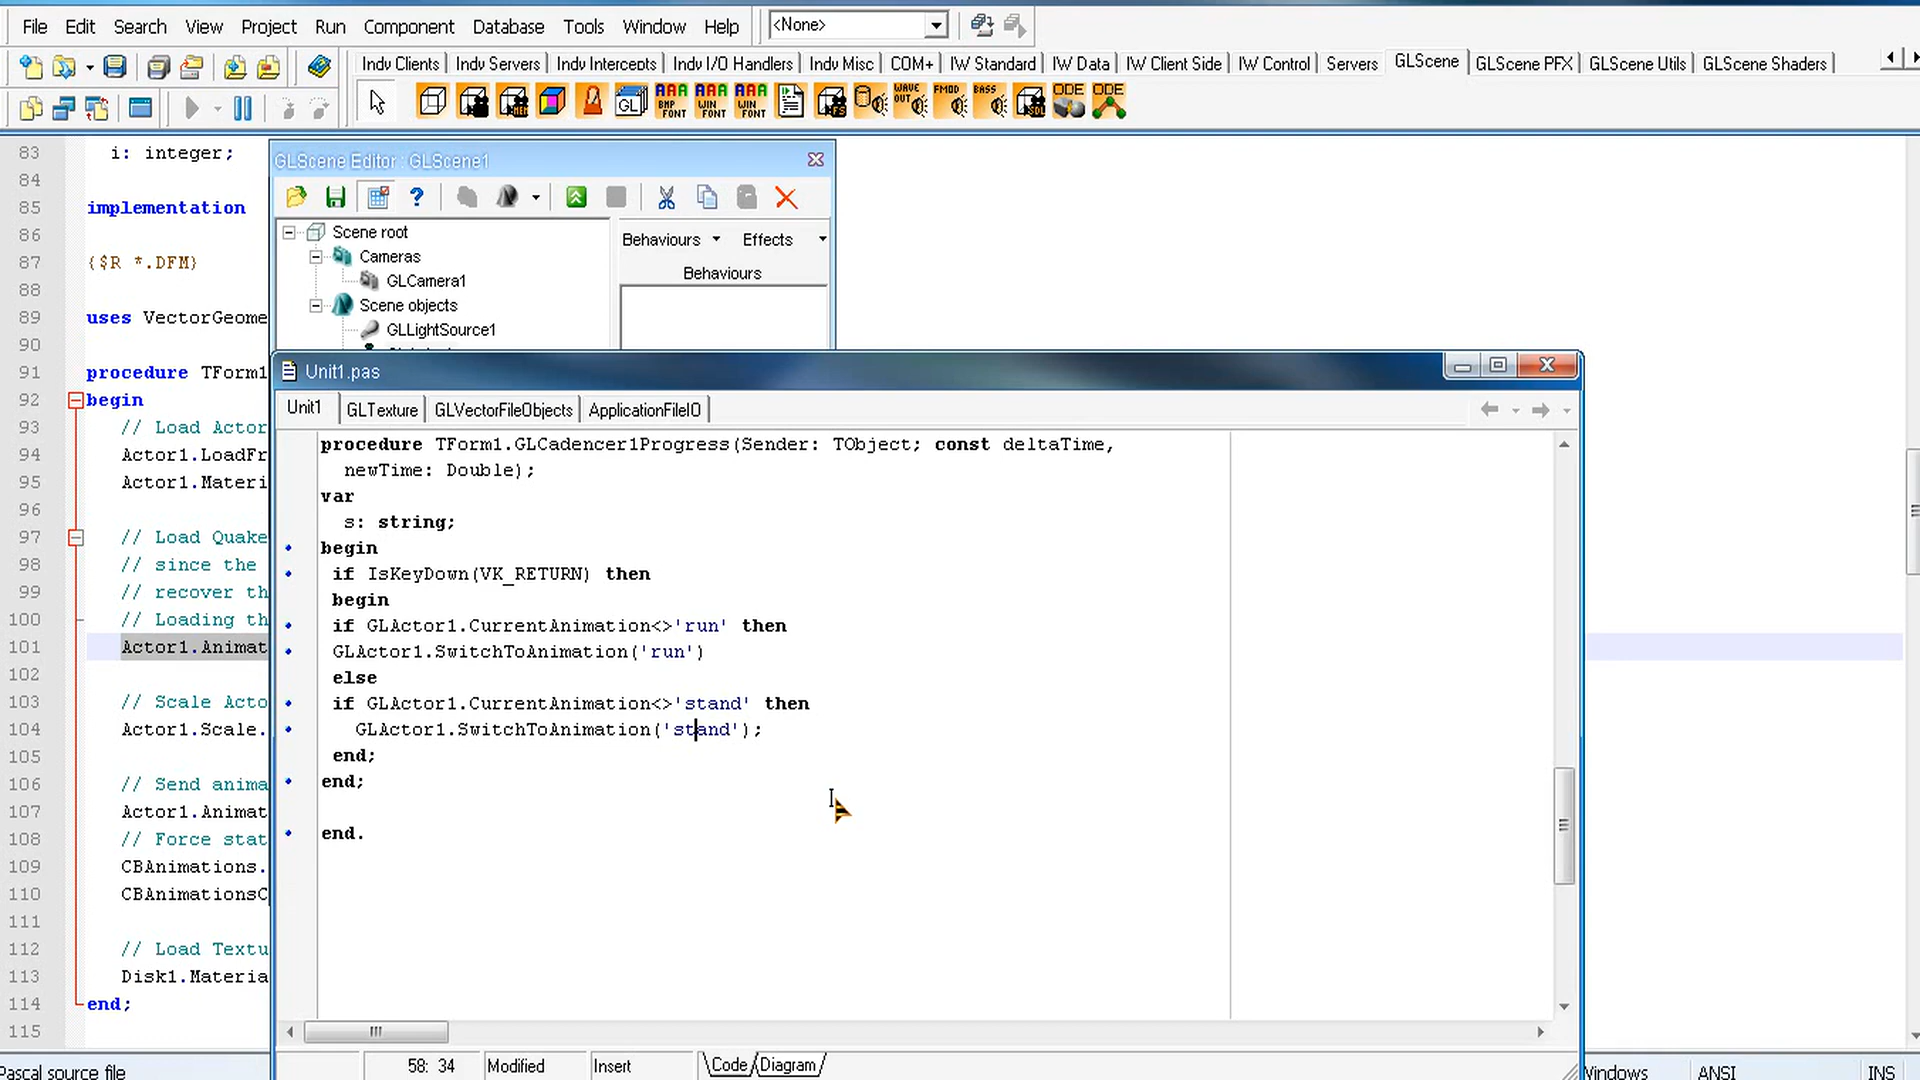 File Edit Search View Project Run Component Database Tools Window Help <None>
Indy Clients Indy Servers Indy Intercepts Indy I/O Handlers Indy Misc COM+ IW Standard IW Data IW Client Side IW Control Servers GLScene GLScene PFX GLScene Utils GLScene Shaders
83 i: integer;
84
85 implementation
86
87 {$R *.DFM}
88
89 uses VectorGeome
90
91 procedure TForm1
92 begin
93 // Load Actor
94 Actor1.LoadFr
95 Actor1.Materi
96
97 // Load Quake
98 // since the
99 // recover th
100 // Loading th
101 Actor1.Animat
102
103 // Scale Acto
104 Actor1.Scale.
105
106 // Send anima
107 Actor1.Animat
108 // Force stat
109 CBAnimations.
110 CBAnimationsC
111
112 // Load Textu
113 Disk1.Materia
114 end;
115
GLScene Editor : GLScene1
Scene root
Cameras
GLCamera1
Scene objects
GLLightSource1
Behaviours Effects
Behaviours
Unit1.pas
Unit1 GLTexture GLVectorFileObjects ApplicationFileIO
procedure TForm1.GLCadencer1Progress(Sender: TObject; const deltaTime,
newTime: Double);
var
s: string;
begin
if IsKeyDown(VK_RETURN) then
begin
if GLActor1.CurrentAnimation<>'run' then
GLActor1.SwitchToAnimation('run')
else
if GLActor1.CurrentAnimation<>'stand' then
GLActor1.SwitchToAnimation('stand');
end;
end;
end.
58: 34 Modified Insert Code Diagram
Pascal source file
Windows ANSI INS